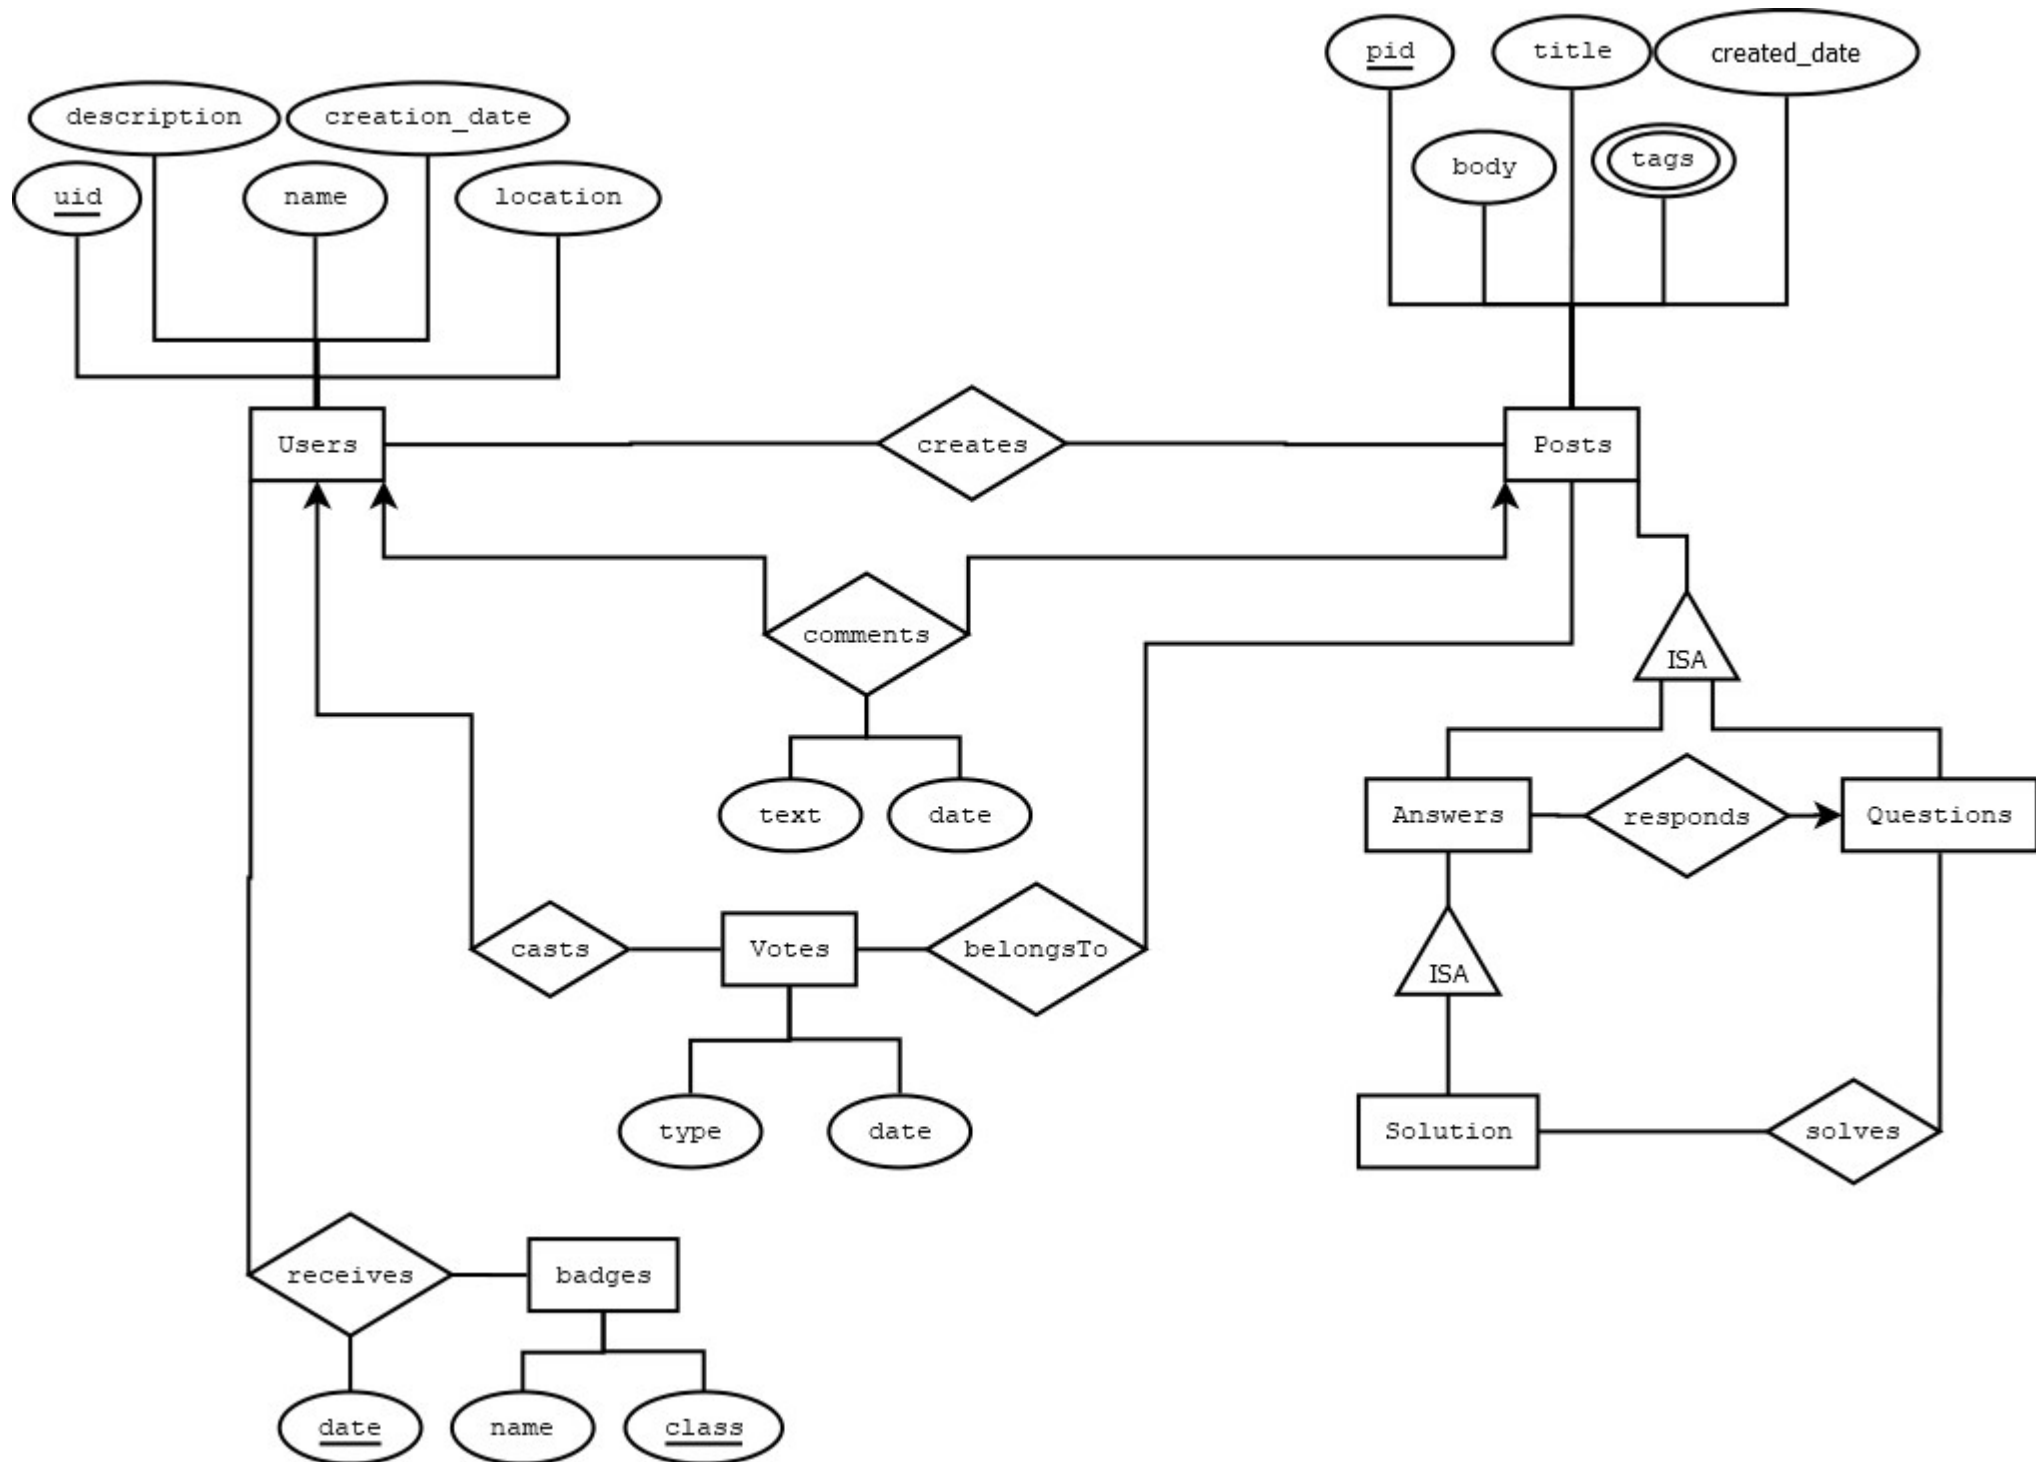 pid
title
created_date
description
creation_date
body
tags
uid
name
location
Users
creates
Posts
comments
ISA
text
date
Answers
responds
Questions
casts
Votes
belongsTo
ISA
type
date
Solution
solves
receives
badges
date
name
class